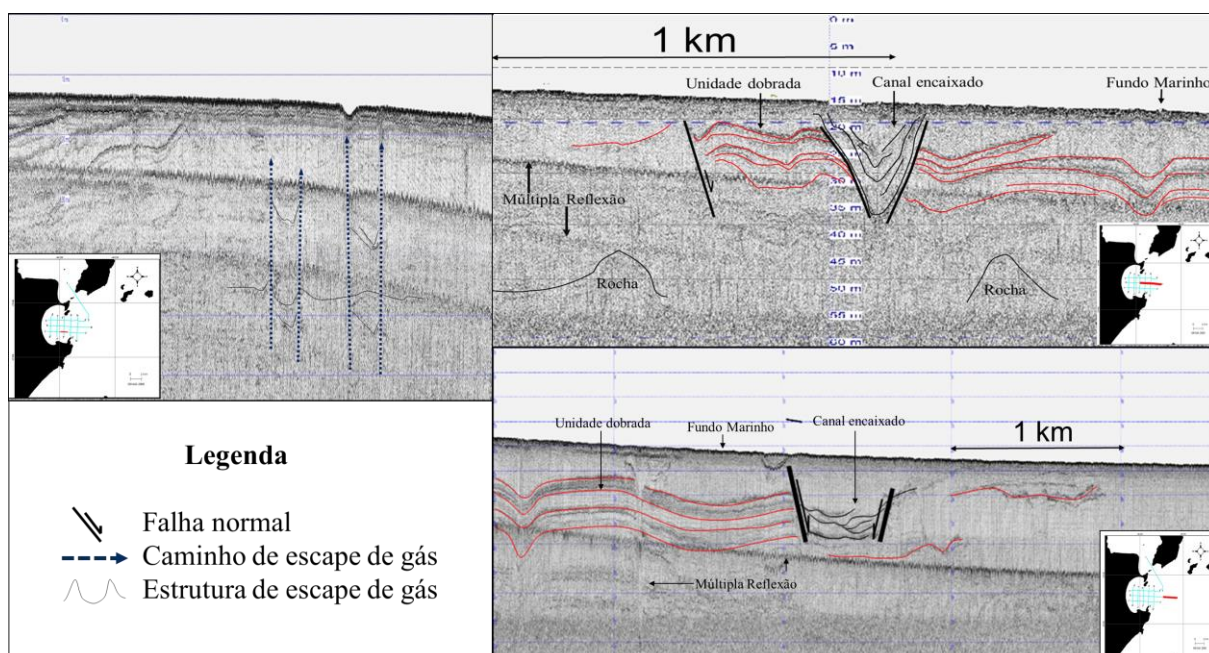 1 km
0 m
5 m
10 m
15 m
20 m
30 m
35 m
40 m
45 m
50 m
55 m
60 m
Unidade dobrada
Canal encaixado
Fundo Marinho
Múltipla Reflexão
Rocha
Rocha
Unidade dobrada
Fundo Marinho
Canal encaixado
1 km
Múltipla Reflexão
Legenda
Falha normal
Caminho de escape de gás
Estrutura de escape de gás